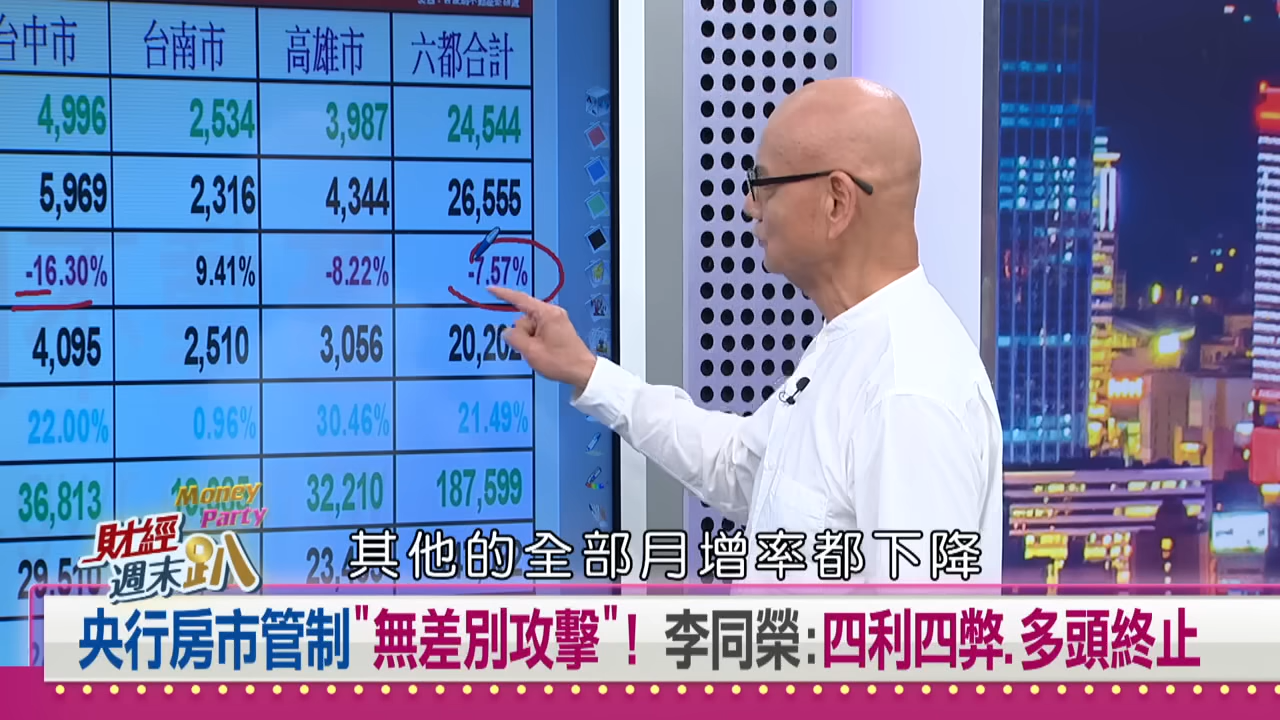 台中市 台南市 高雄市 六都合計
4,996 2,534 3,987 24,544
5,969 2,316 4,344 26,555
-16.30% 9.41% -8.22% -7.57%
4,095 2,510 3,056 20,202
22.00% 0.96% 30.46% 21.49%
36,813 32,210 187,599
Money
Party
財經
週末
趴
其他的全部月增率都下降
央行房市管制"無差別攻擊"! 李同榮:四利四弊.多頭終止